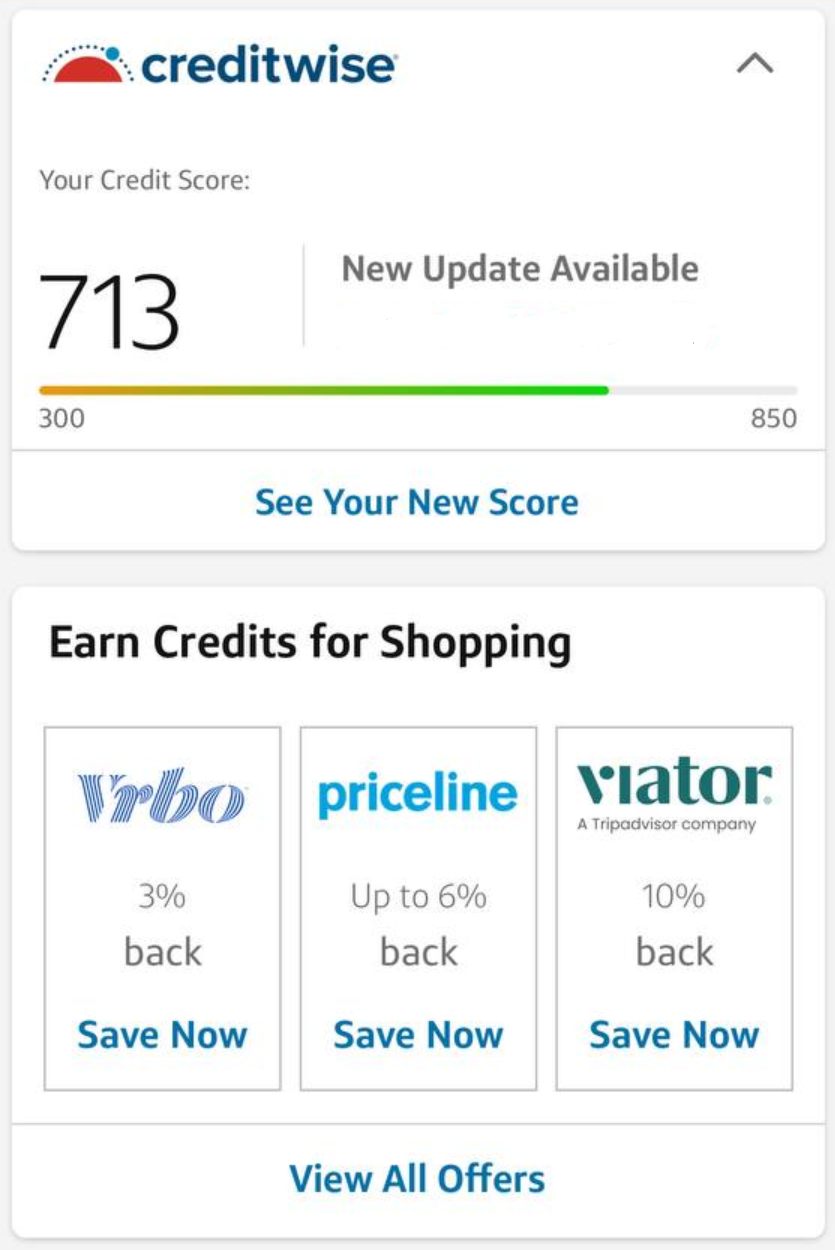 creditwise
Your Credit Score:
713
New Update Available
300
850
See Your New Score
Earn Credits for Shopping
Vrbo
3%
back
Save Now
priceline
Up to 6%
back
Save Now
viator
A Tripadvisor company
10%
back
Save Now
View All Offers